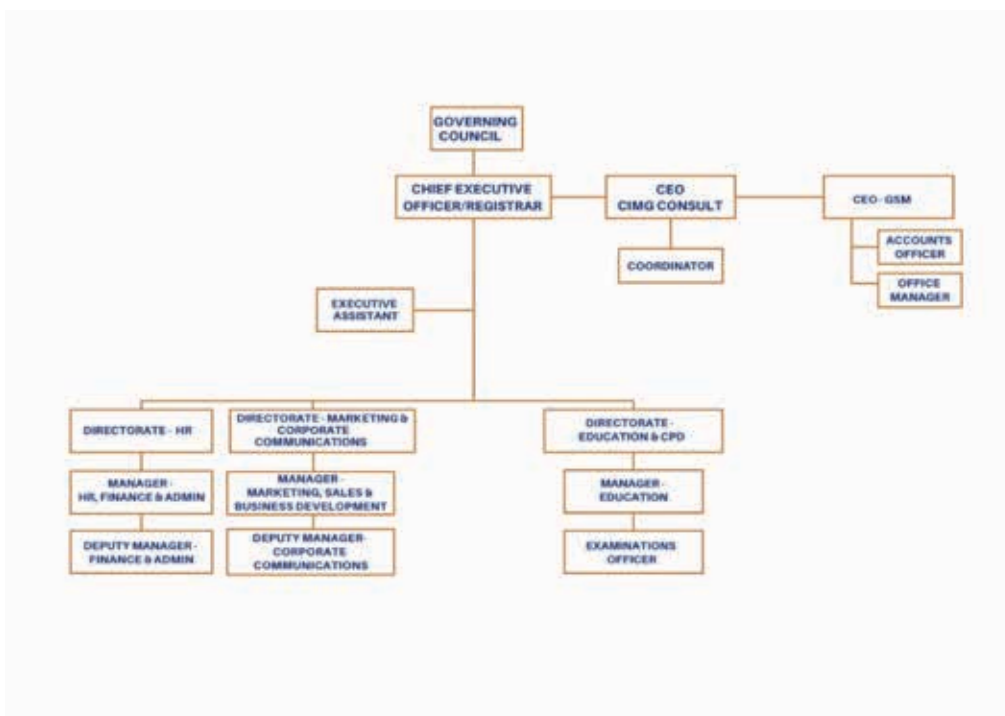 GOVERNING
COUNCIL
CHIEF EXECUTIVE
OFFICER/REGISTRAR
CEO
CIMG CONSULT
CEO - GSM
ACCOUNTS
OFFICER
COORDINATOR
OFFICE
MANAGER
EXECUTIVE
ASSISTANT
DIRECTORATE - HR
DIRECTORATE - MARKETING &
CORPORATE
COMMUNICATIONS
DIRECTORATE -
EDUCATION & CPD
MANAGER -
HR, FINANCE & ADMIN
MANAGER -
MARKETING, SALES &
BUSINESS DEVELOPMENT
MANAGER -
EDUCATION
DEPUTY MANAGER -
FINANCE & ADMIN
DEPUTY MANAGER-
CORPORATE
COMMUNICATIONS
EXAMINATIONS
OFFICER